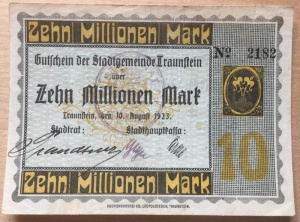 Zehn Millionen Mark
Gutschein der Stadtgemeinde Traunstein
über
Nº 2182
Zehn Millionen Mark
Traunstein, den 10. August 1923.
Stadtrat: Stadthauptkassa:
10
Zehn Millionen Mark